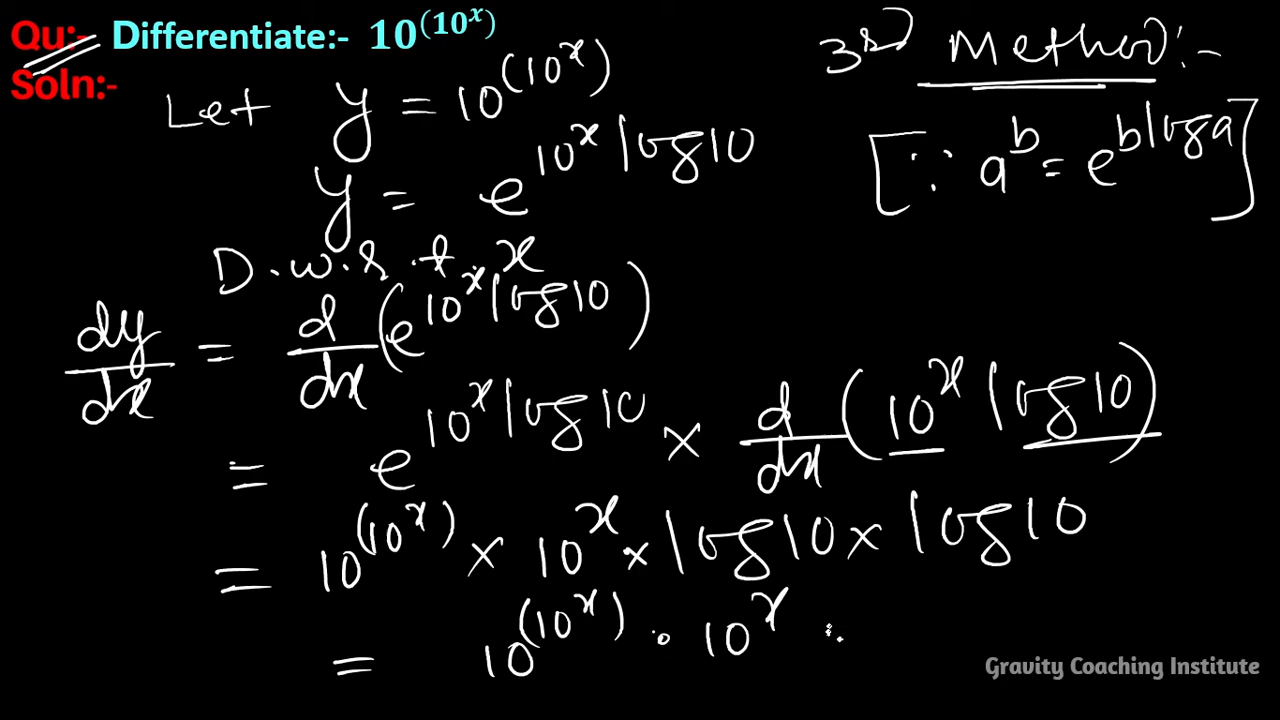 Qu:- Differentiate:- 10^(10^x)
3rd Method:-
Soln:-
Let y = 10^(10^x)
y = e^(10^x log10)
[∵ a^b = e^(b log a)]
D.w.r.t. x
dy/dx = d/dx (e^(10^x log10))
= e^(10^x log10) × d/dx (10^x log10)
= 10^(10^x) × 10^x × log10 × log10
= 10^(10^x) · 10^x ·
Gravity Coaching Institute